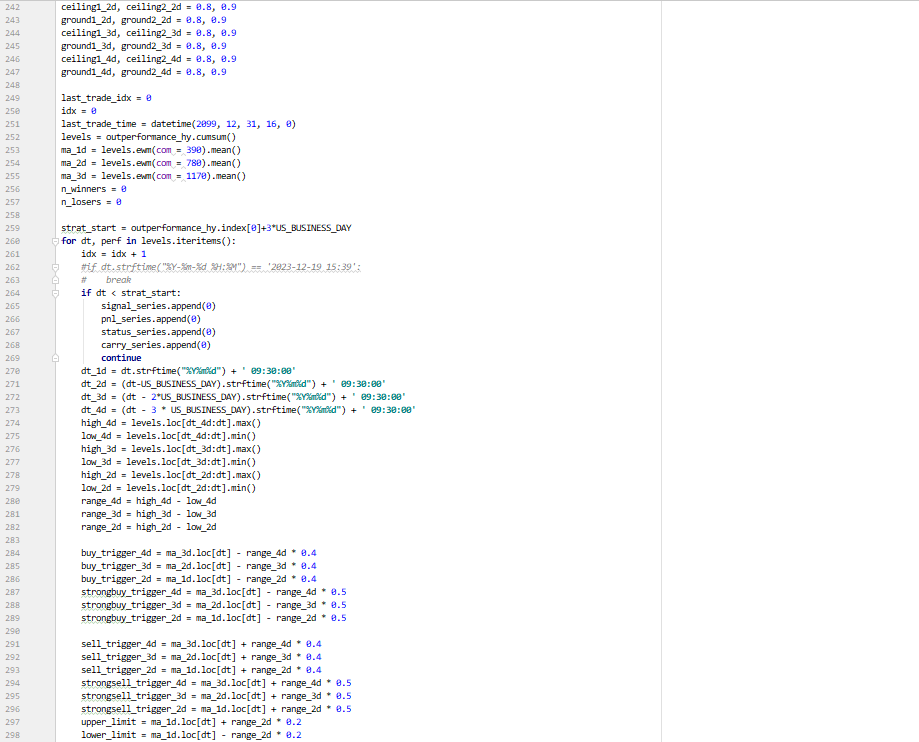 242 ceiling1_2d, ceiling2_2d = 0.8, 0.9
243 ground1_2d, ground2_2d = 0.8, 0.9
244 ceiling1_3d, ceiling2_3d = 0.8, 0.9
245 ground1_3d, ground2_3d = 0.8, 0.9
246 ceiling1_4d, ceiling2_4d = 0.8, 0.9
247 ground1_4d, ground2_4d = 0.8, 0.9
248
249 last_trade_idx = 0
250 idx = 0
251 last_trade_time = datetime(2099, 12, 31, 16, 0)
252 levels = outperformance_hy.cumsum()
253 ma_1d = levels.ewm(com = 390).mean()
254 ma_2d = levels.ewm(com = 780).mean()
255 ma_3d = levels.ewm(com = 1170).mean()
256 n_winners = 0
257 n_losers = 0
258
259 strat_start = outperformance_hy.index[0]+3*US_BUSINESS_DAY
260 for dt, perf in levels.iteritems():
261     idx = idx + 1
262     #if dt.strftime("%Y-%m-%d %H:%M") == '2023-12-19 15:39':
263     #    break
264     if dt < strat_start:
265         signal_series.append(0)
266         pnl_series.append(0)
267         status_series.append(0)
268         carry_series.append(0)
269         continue
270     dt_1d = dt.strftime("%Y%m%d") + ' 09:30:00'
271     dt_2d = (dt-US_BUSINESS_DAY).strftime("%Y%m%d") + ' 09:30:00'
272     dt_3d = (dt - 2*US_BUSINESS_DAY).strftime("%Y%m%d") + ' 09:30:00'
273     dt_4d = (dt - 3 * US_BUSINESS_DAY).strftime("%Y%m%d") + ' 09:30:00'
274     high_4d = levels.loc[dt_4d:dt].max()
275     low_4d = levels.loc[dt_4d:dt].min()
276     high_3d = levels.loc[dt_3d:dt].max()
277     low_3d = levels.loc[dt_3d:dt].min()
278     high_2d = levels.loc[dt_2d:dt].max()
279     low_2d = levels.loc[dt_2d:dt].min()
280     range_4d = high_4d - low_4d
281     range_3d = high_3d - low_3d
282     range_2d = high_2d - low_2d
283
284     buy_trigger_4d = ma_3d.loc[dt] - range_4d * 0.4
285     buy_trigger_3d = ma_2d.loc[dt] - range_3d * 0.4
286     buy_trigger_2d = ma_1d.loc[dt] - range_2d * 0.4
287     strongbuy_trigger_4d = ma_3d.loc[dt] - range_4d * 0.5
288     strongbuy_trigger_3d = ma_2d.loc[dt] - range_3d * 0.5
289     strongbuy_trigger_2d = ma_1d.loc[dt] - range_2d * 0.5
290
291     sell_trigger_4d = ma_3d.loc[dt] + range_4d * 0.4
292     sell_trigger_3d = ma_2d.loc[dt] + range_3d * 0.4
293     sell_trigger_2d = ma_1d.loc[dt] + range_2d * 0.4
294     strongsell_trigger_4d = ma_3d.loc[dt] + range_4d * 0.5
295     strongsell_trigger_3d = ma_2d.loc[dt] + range_3d * 0.5
296     strongsell_trigger_2d = ma_1d.loc[dt] + range_2d * 0.5
297     upper_limit = ma_1d.loc[dt] + range_2d * 0.2
298     lower_limit = ma_1d.loc[dt] - range_2d * 0.2